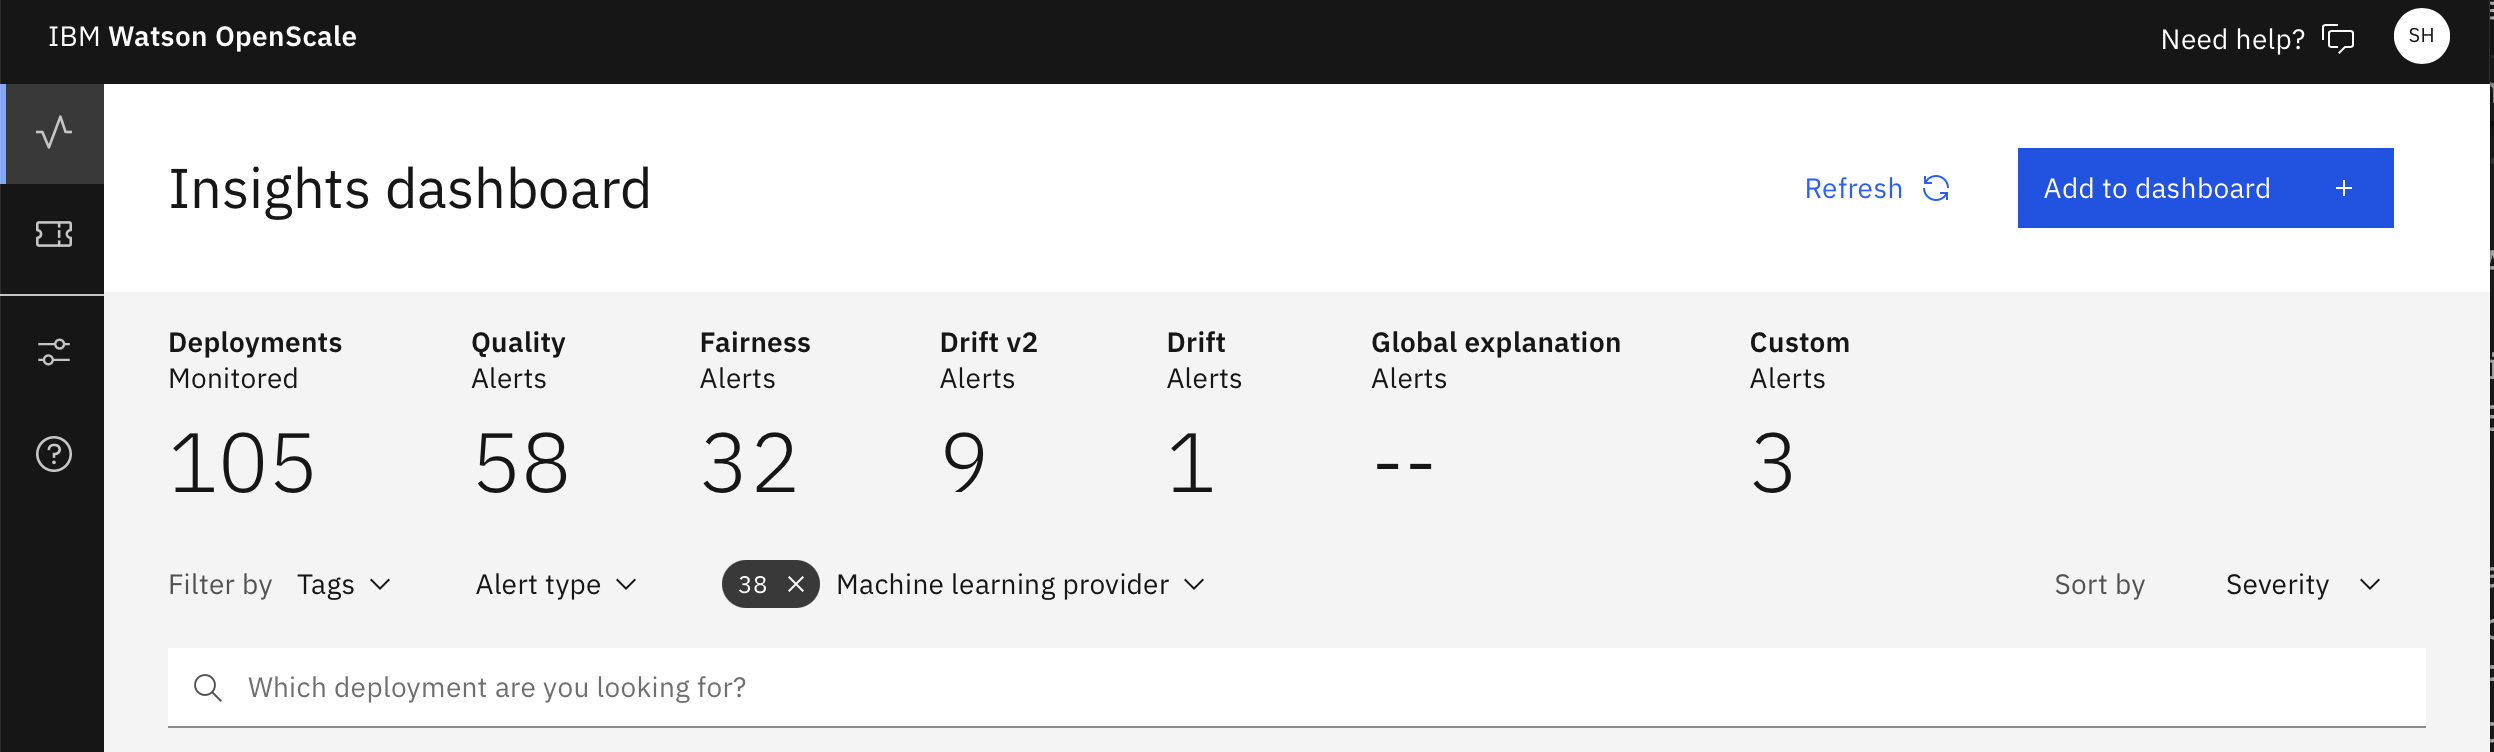 IBM Watson OpenScale
Need help?
SH
Insights dashboard
Refresh
Add to dashboard +
Deployments
Monitored
105
Quality
Alerts
58
Fairness
Alerts
32
Drift v2
Alerts
9
Drift
Alerts
1
Global explanation
Alerts
--
Custom
Alerts
3
Filter by Tags
Alert type
38 Machine learning provider
Sort by Severity
Which deployment are you looking for?